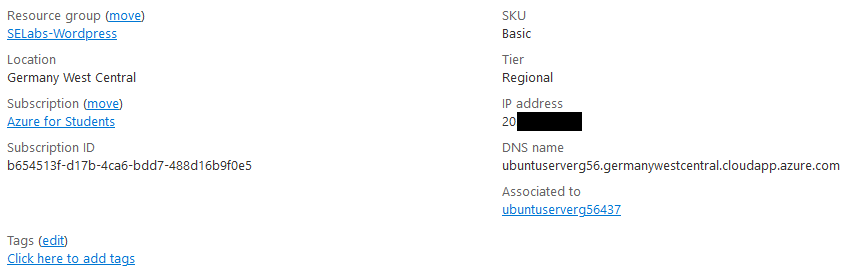 Resource group (move)
SELabs-Wordpress
Location
Germany West Central
Subscription (move)
Azure for Students
Subscription ID
b654513f-d17b-4ca6-bdd7-488d16b9f0e5
SKU
Basic
Tier
Regional
IP address
20
DNS name
ubuntuserverg56.germanywestcentral.cloudapp.azure.com
Associated to
ubuntuserverg56437
Tags (edit)
Click here to add tags